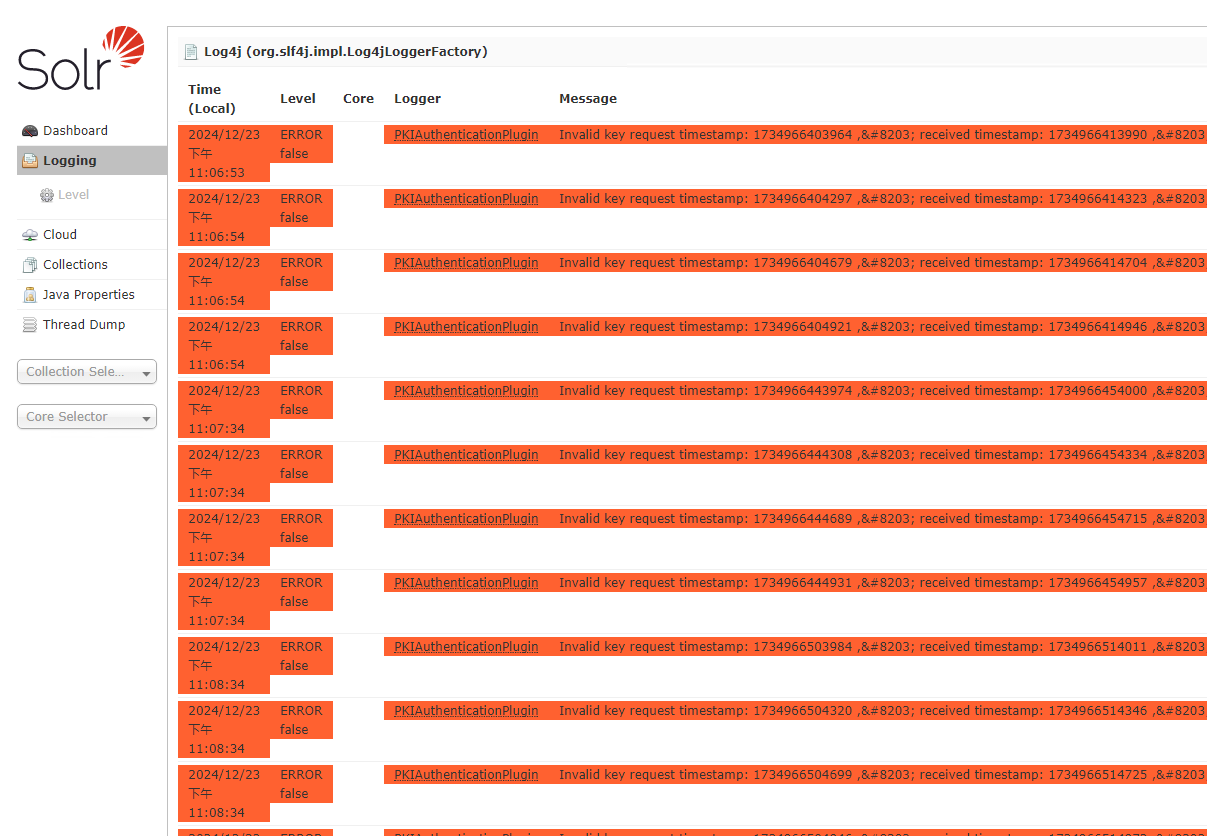 Solr
Dashboard
Logging
Level
Cloud
Collections
Java Properties
Thread Dump
Collection Sele...
Core Selector
Log4j (org.slf4j.impl.Log4jLoggerFactory)
Time (Local) Level Core Logger Message
2024/12/23 下午 11:06:53 ERROR false PKIAuthenticationPlugin Invalid key request timestamp: 1734966403964 ,&#8203; received timestamp: 1734966413990 ,&#8203
2024/12/23 下午 11:06:54 ERROR false PKIAuthenticationPlugin Invalid key request timestamp: 1734966404297 ,&#8203; received timestamp: 1734966414323 ,&#8203
2024/12/23 下午 11:06:54 ERROR false PKIAuthenticationPlugin Invalid key request timestamp: 1734966404679 ,&#8203; received timestamp: 1734966414704 ,&#8203
2024/12/23 下午 11:06:54 ERROR false PKIAuthenticationPlugin Invalid key request timestamp: 1734966404921 ,&#8203; received timestamp: 1734966414946 ,&#8203
2024/12/23 下午 11:07:34 ERROR false PKIAuthenticationPlugin Invalid key request timestamp: 1734966443974 ,&#8203; received timestamp: 1734966454000 ,&#8203
2024/12/23 下午 11:07:34 ERROR false PKIAuthenticationPlugin Invalid key request timestamp: 1734966444308 ,&#8203; received timestamp: 1734966454334 ,&#8203
2024/12/23 下午 11:07:34 ERROR false PKIAuthenticationPlugin Invalid key request timestamp: 1734966444689 ,&#8203; received timestamp: 1734966454715 ,&#8203
2024/12/23 下午 11:07:34 ERROR false PKIAuthenticationPlugin Invalid key request timestamp: 1734966444931 ,&#8203; received timestamp: 1734966454957 ,&#8203
2024/12/23 下午 11:08:34 ERROR false PKIAuthenticationPlugin Invalid key request timestamp: 1734966503984 ,&#8203; received timestamp: 1734966514011 ,&#8203
2024/12/23 下午 11:08:34 ERROR false PKIAuthenticationPlugin Invalid key request timestamp: 1734966504320 ,&#8203; received timestamp: 1734966514346 ,&#8203
2024/12/23 下午 11:08:34 ERROR false PKIAuthenticationPlugin Invalid key request timestamp: 1734966504699 ,&#8203; received timestamp: 1734966514725 ,&#8203